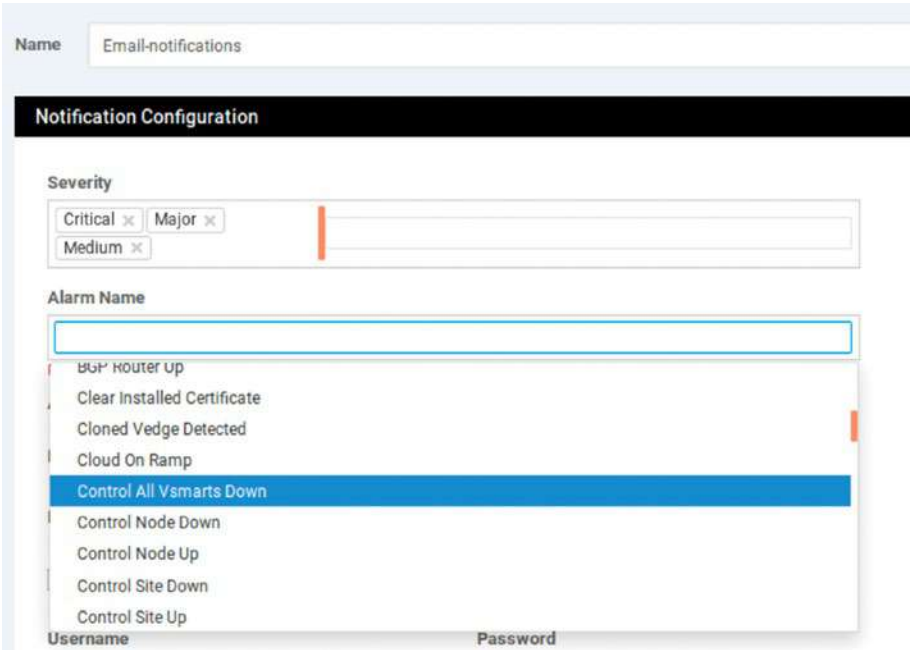 Name
Email-notifications
Notification Configuration
Severity
Critical × Major ×
Medium ×
Alarm Name
BGP Router Up
Clear Installed Certificate
Cloned Vedge Detected
Cloud On Ramp
Control All Vsmarts Down
Control Node Down
Control Node Up
Control Site Down
Control Site Up
Username Password